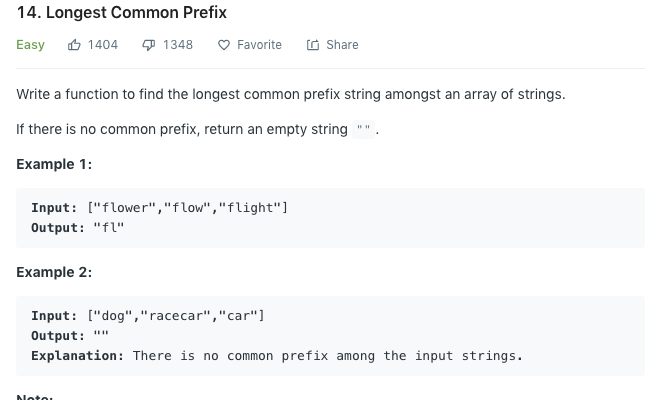 14. Longest Common Prefix
Easy 1404 1348 Favorite Share
Write a function to find the longest common prefix string amongst an array of strings.
If there is no common prefix, return an empty string "".
Example 1:
Input: ["flower","flow","flight"]
Output: "fl"
Example 2:
Input: ["dog","racecar","car"]
Output: ""
Explanation: There is no common prefix among the input strings.
Note: